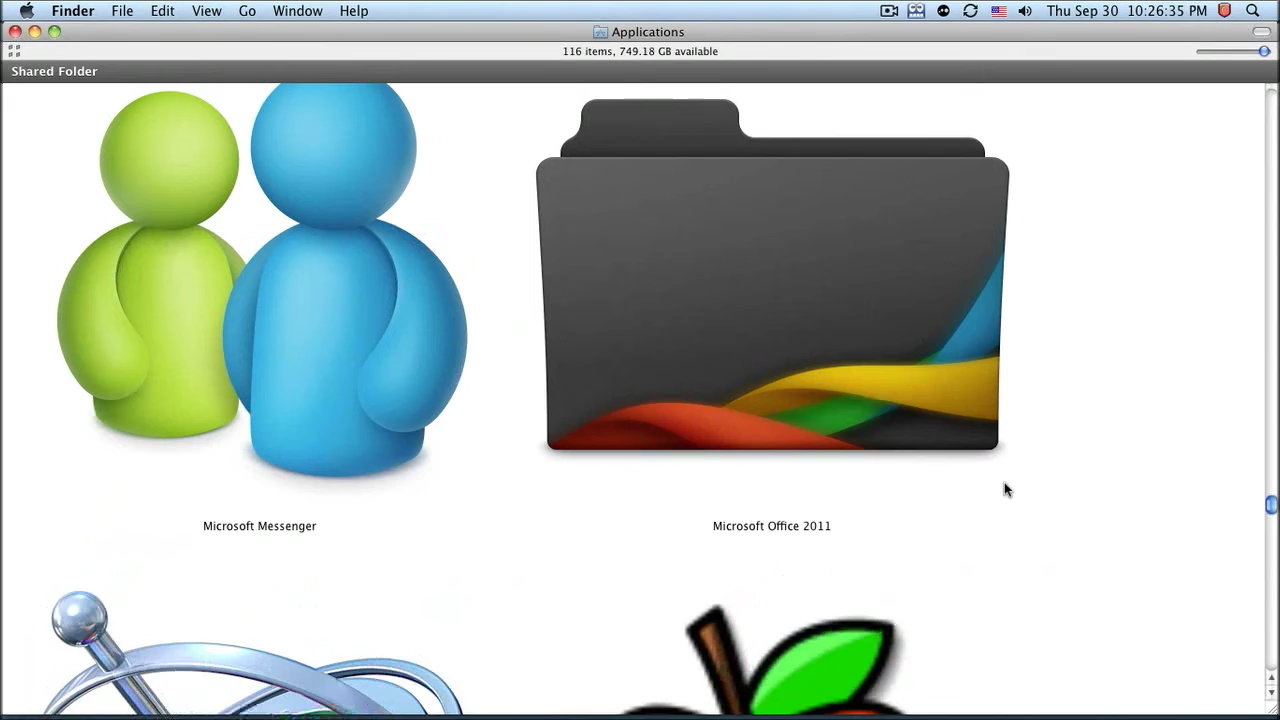 Finder File Edit View Go Window Help Thu Sep 30 10:26:35 PM
Applications
116 items, 749.18 GB available
Shared Folder
Microsoft Messenger Microsoft Office 2011